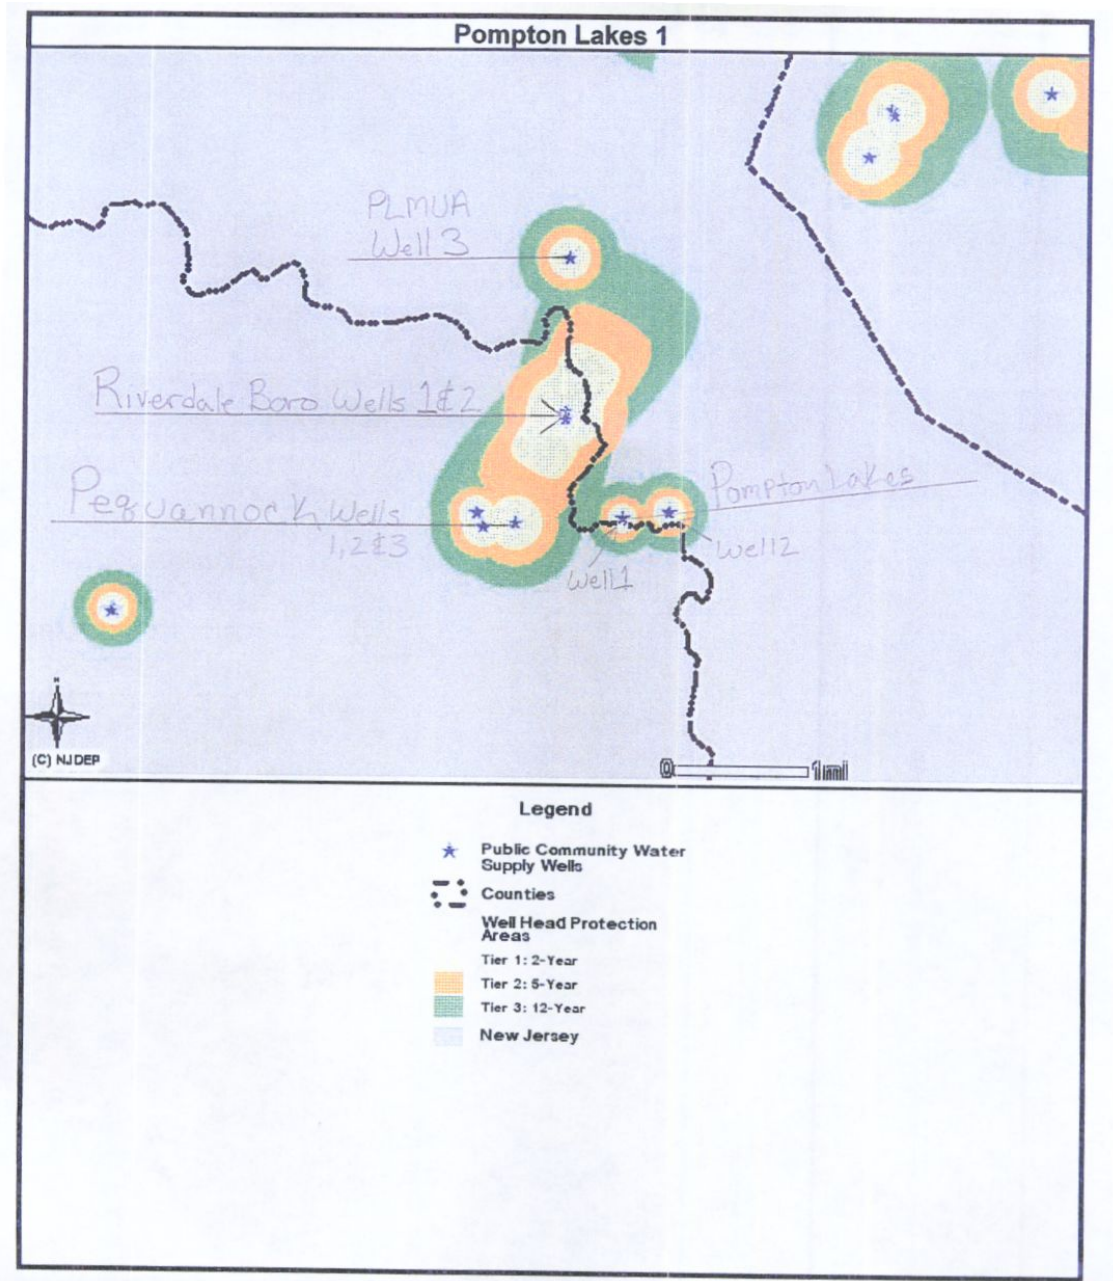 Pompton Lakes 1
PLMUA
Well 3
Riverdale Boro Wells 1&2
Pequannock Wells
1,2&3
Pompton Lakes
Well 2
Well 1
(C) NJDEP
0 1mi
Legend
Public Community Water
Supply Wells
Counties
Well Head Protection
Areas
Tier 1: 2-Year
Tier 2: 5-Year
Tier 3: 12-Year
New Jersey